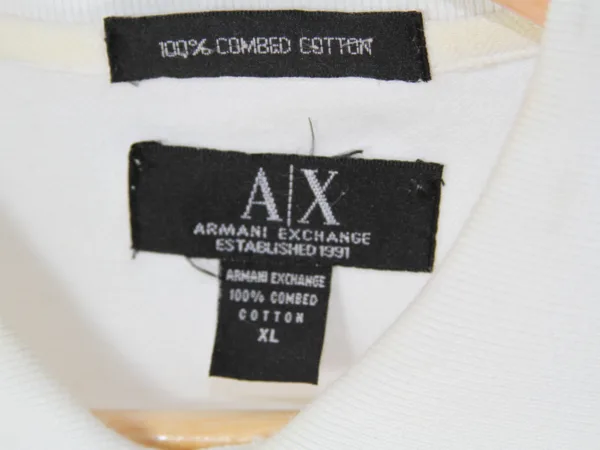 100% COMBED COTTON
A|X
ARMANI EXCHANGE
ESTABLISHED 1991
ARMANI EXCHANGE
100% COMBED
COTTON
XL